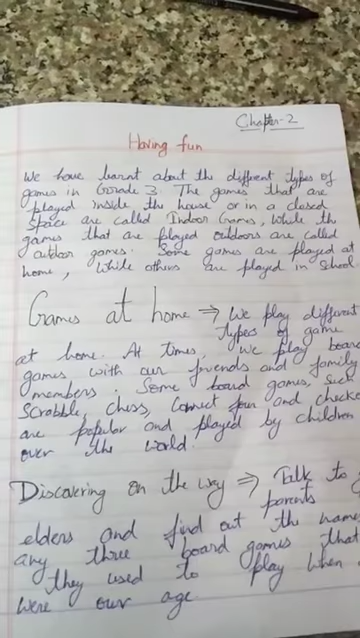 Chapter-2
Having fun
We have learnt about the different types of
games in Grade 3. The games that are
played inside the house or in a closed
space are called Indoor Games, while the
games that are played outdoors are called
outdoor games. Some games are played at
home, while others are played in School.
Games at home ⇒ We play different
types of game
at home. At times, we play board
games with our friends and family
members. Some board games, such
Scrabble, chess, Connect four and checke
are popular and played by children
over the world.
Discovering on the way ⇒ Talk to
parents
elders and find out the name
any three board games that
they used to play when
were our age.